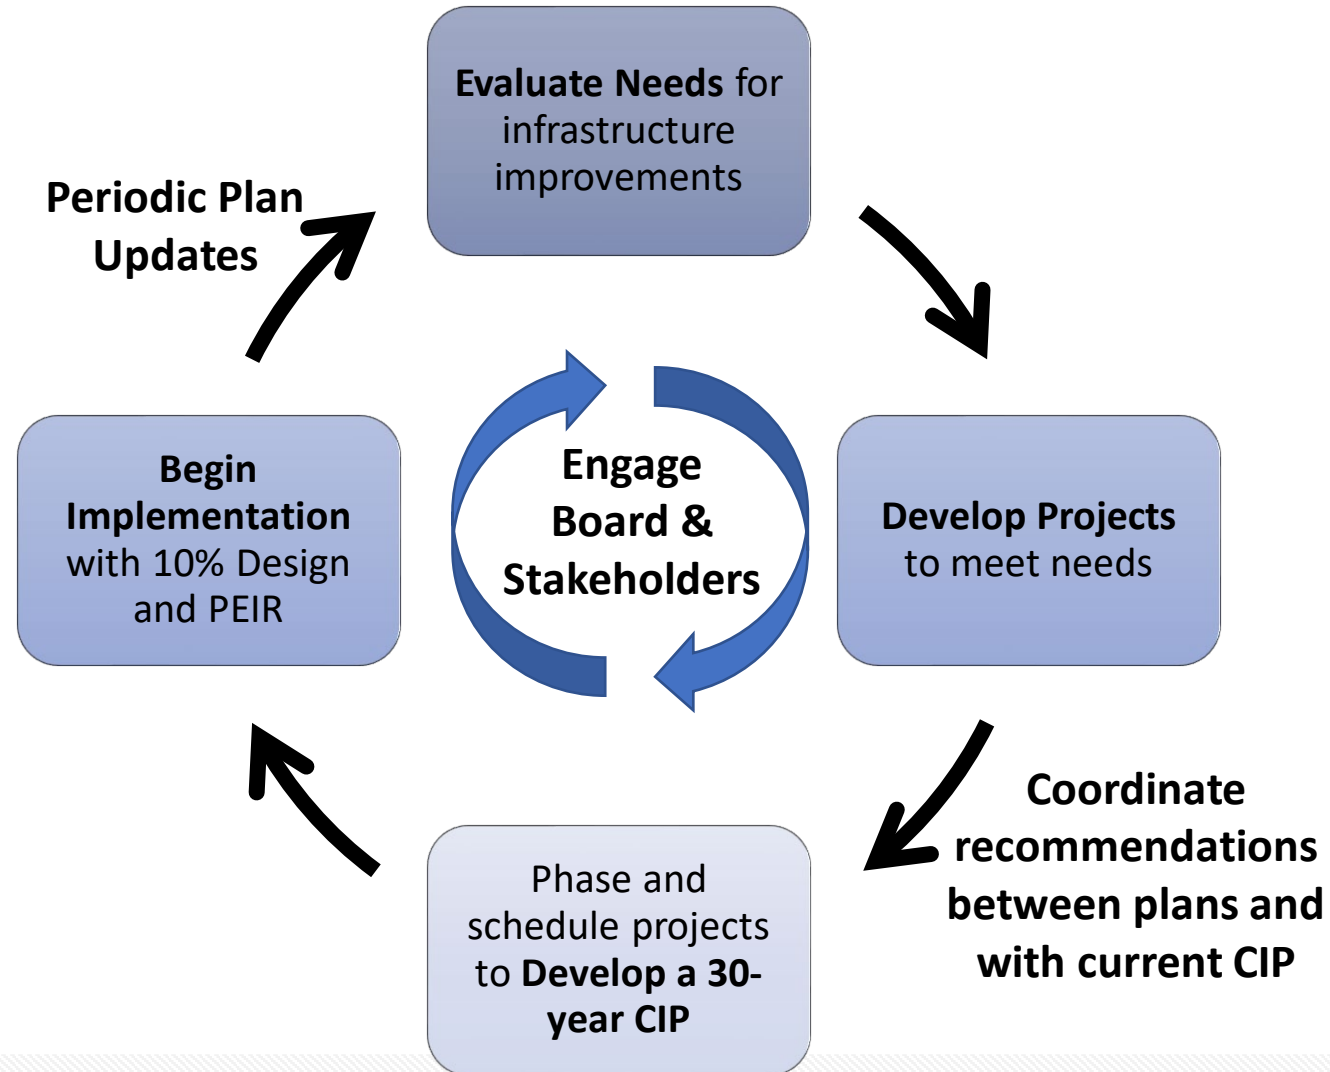 Evaluate Needs for
infrastructure
improvements
Periodic Plan
Updates
Begin
Implementation
with 10% Design
and PEIR
Engage
Board &
Stakeholders
Develop Projects
to meet needs
Coordinate
recommendations
between plans and
with current CIP
Phase and
schedule projects
to Develop a 30-
year CIP